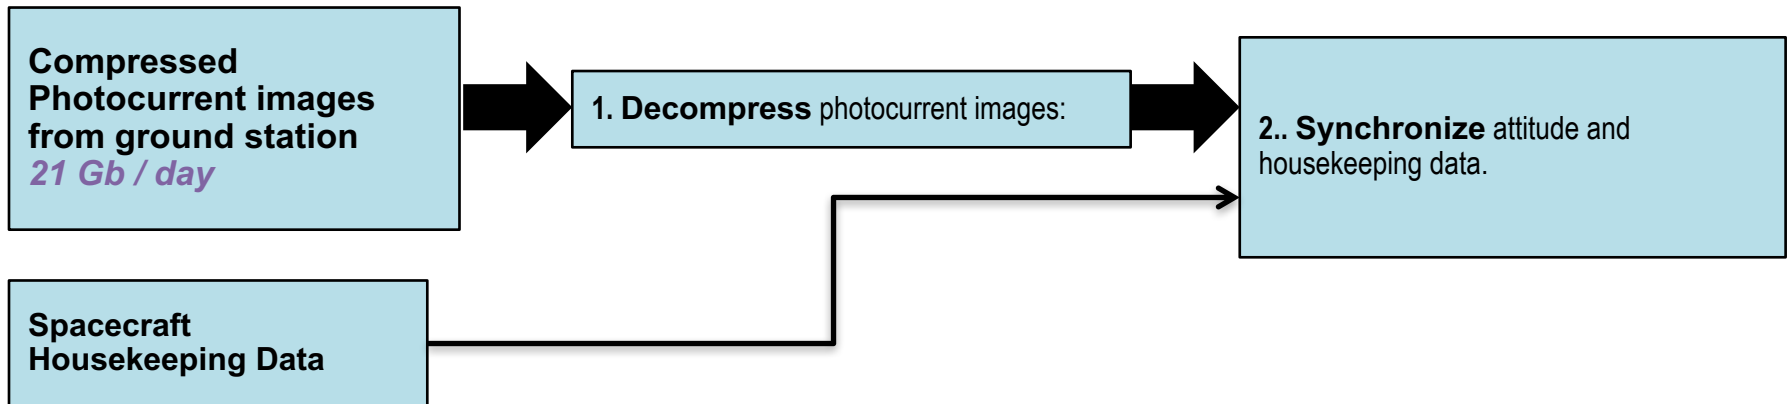 Compressed
Photocurrent images
from ground station
21 Gb / day
1. Decompress photocurrent images:
2.. Synchronize attitude and
housekeeping data.
Spacecraft
Housekeeping Data